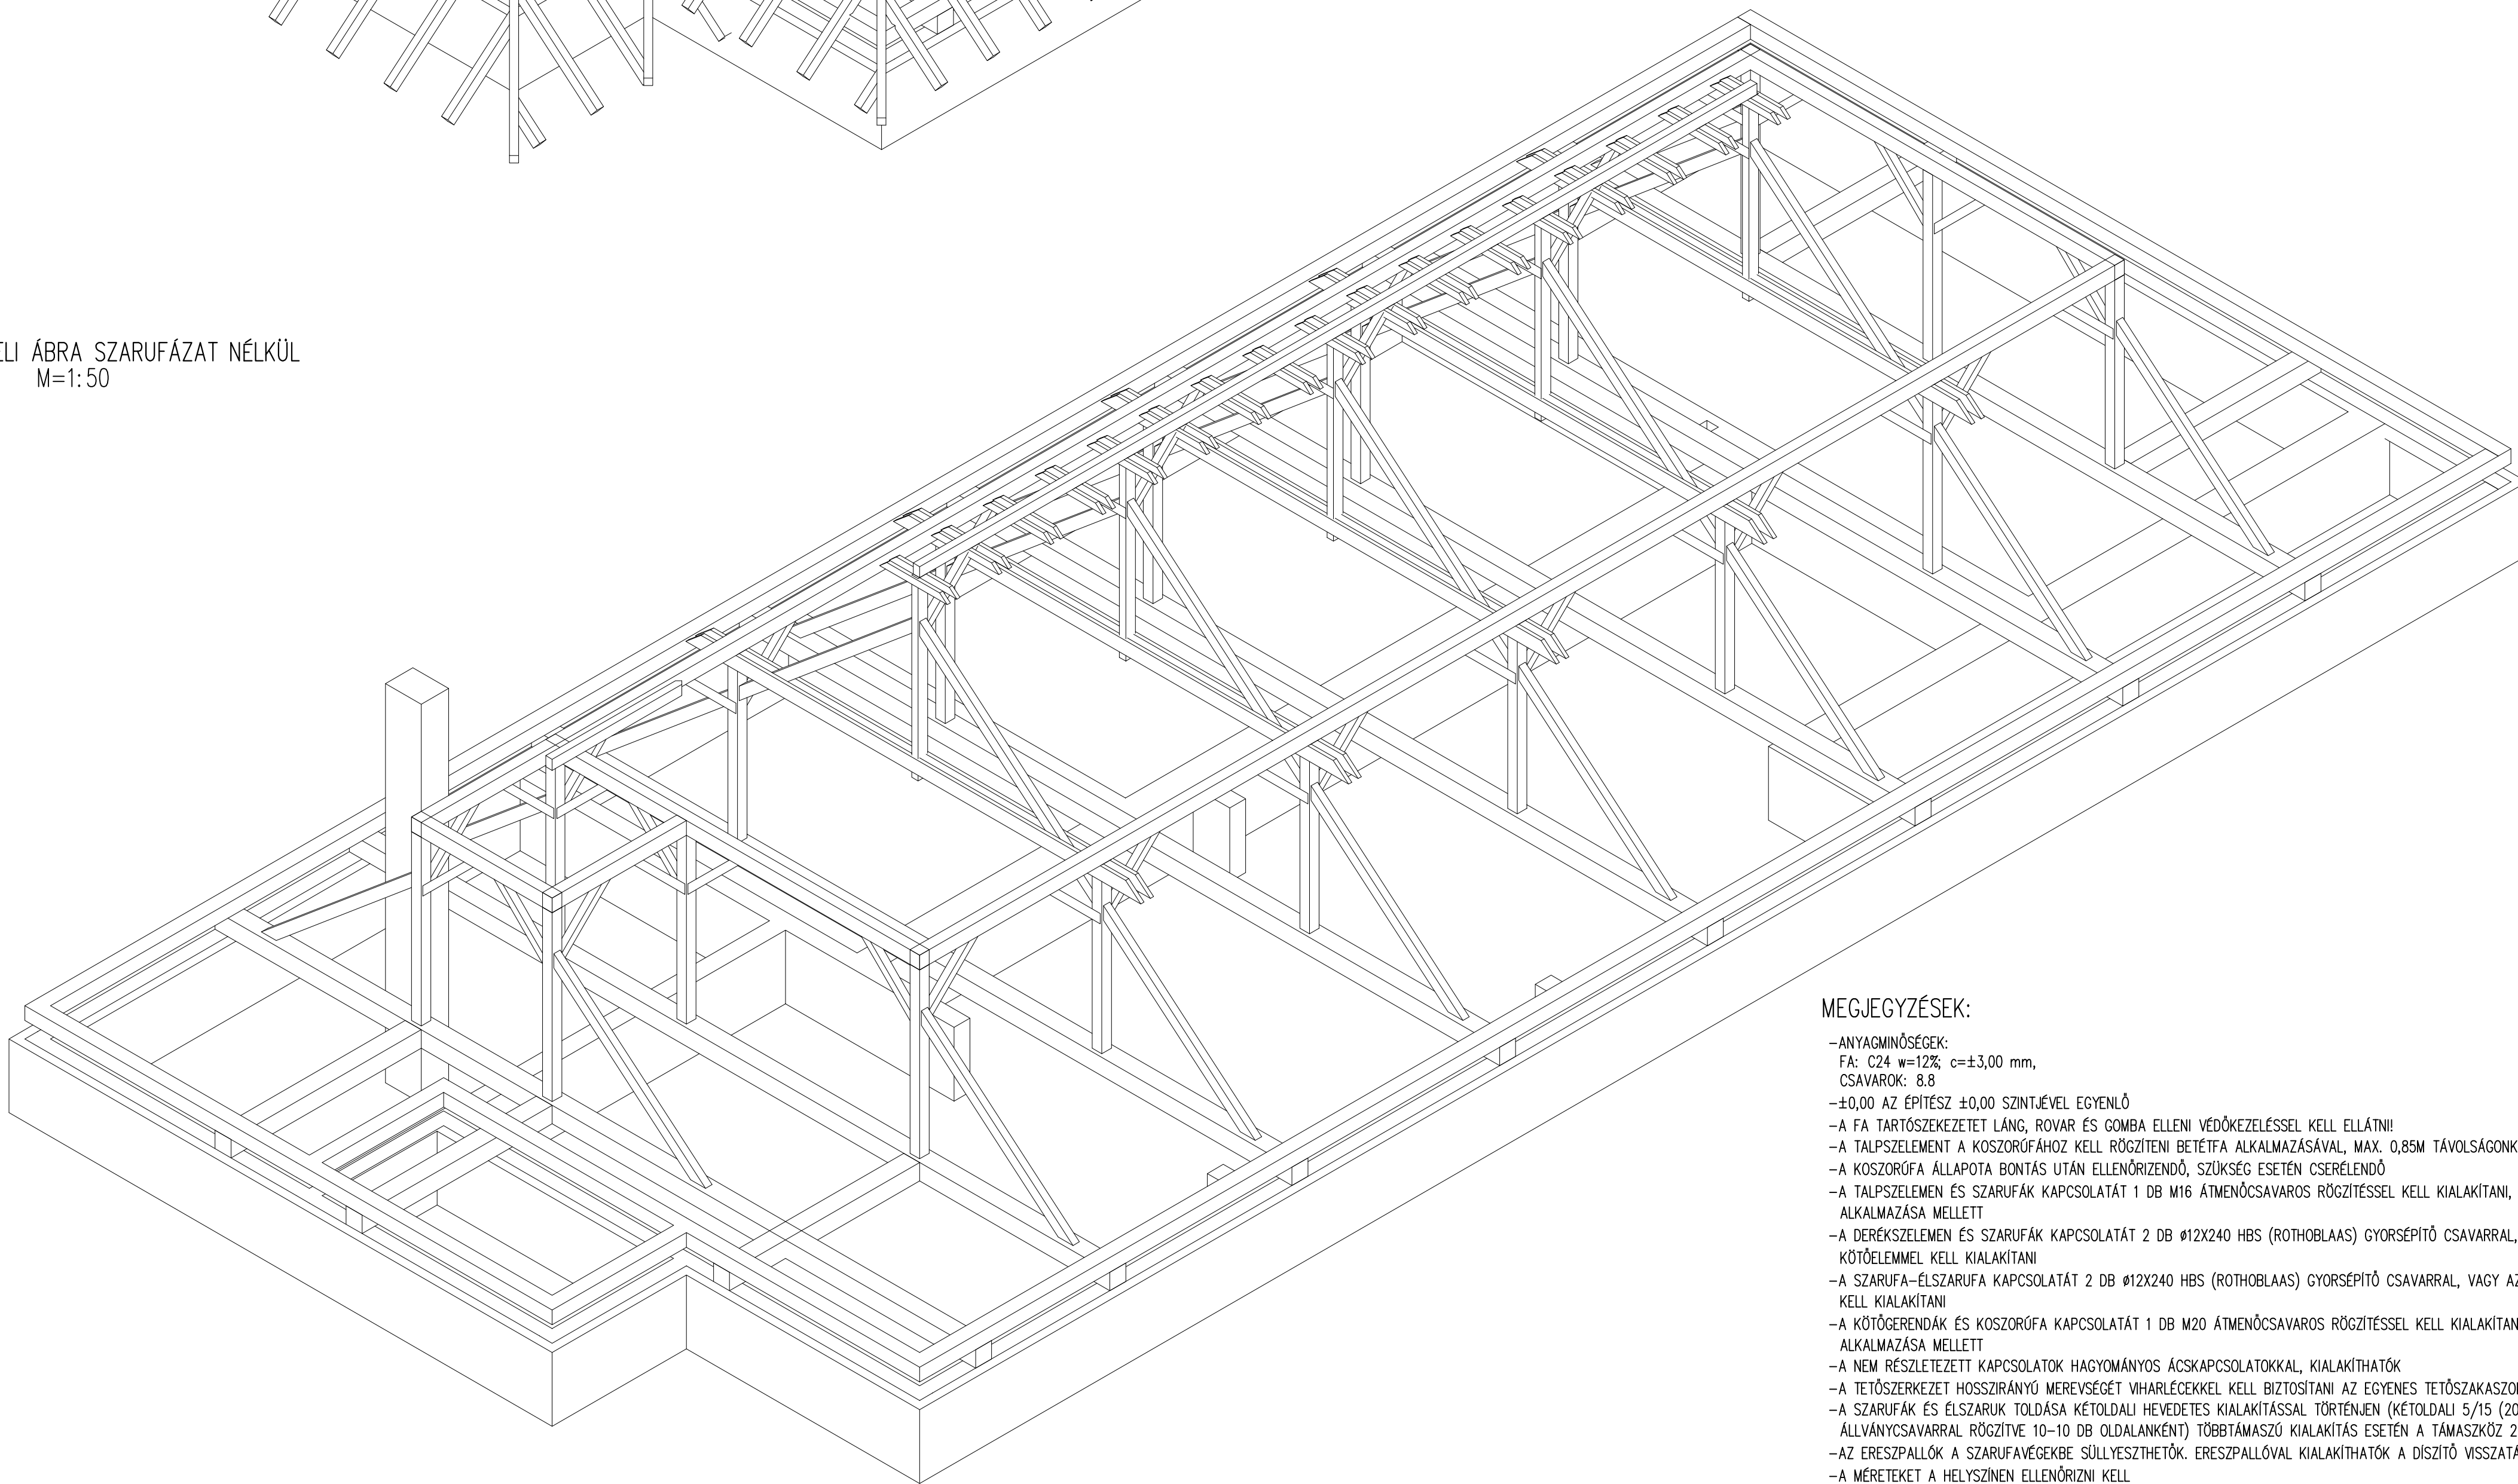 ELI ÁBRA SZARUFÁZAT NÉLKÜL
M=1:50
MEGJEGYZÉSEK:
-ANYAGMINŐSÉGEK:
FA: C24 w=12%; c=±3,00 mm,
CSAVAROK: 8.8
-±0,00 AZ ÉPÍTÉSZ ±0,00 SZINTJÉVEL EGYENLŐ
-A FA TARTÓSZEKEZETET LÁNG, ROVAR ÉS GOMBA ELLENI VÉDŐKEZELÉSSEL KELL ELLÁTNI!
-A TALPSZELEMENT A KOSZORÚFÁHOZ KELL RÖGZÍTENI BETÉTFA ALKALMAZÁSÁVAL, MAX. 0,85M TÁVOLSÁGONK
-A KOSZORÚFA ÁLLAPOTA BONTÁS UTÁN ELLENŐRIZENDŐ, SZÜKSÉG ESETÉN CSERÉLENDŐ
-A TALPSZELEMEN ÉS SZARUFÁK KAPCSOLATÁT 1 DB M16 ÁTMENŐCSAVAROS RÖGZÍTÉSSEL KELL KIALAKÍTANI,
ALKALMAZÁSA MELLETT
-A DERÉKSZELEMEN ÉS SZARUFÁK KAPCSOLATÁT 2 DB ø12X240 HBS (ROTHOBLAAS) GYORSÉPÍTŐ CSAVARRAL,
KÖTŐELEMMEL KELL KIALAKÍTANI
-A SZARUFA-ÉLSZARUFA KAPCSOLATÁT 2 DB ø12X240 HBS (ROTHOBLAAS) GYORSÉPÍTŐ CSAVARRAL, VAGY AZ
KELL KIALAKÍTANI
-A KÖTŐGERENDÁK ÉS KOSZORÚFA KAPCSOLATÁT 1 DB M20 ÁTMENŐCSAVAROS RÖGZÍTÉSSEL KELL KIALAKÍTAN
ALKALMAZÁSA MELLETT
-A NEM RÉSZLETEZETT KAPCSOLATOK HAGYOMÁNYOS ÁCSKAPCSOLATOKKAL, KIALAKÍTHATÓK
-A TETŐSZERKEZET HOSSZIRÁNYÚ MEREVSÉGÉT VIHARLÉCEKKEL KELL BIZTOSÍTANI AZ EGYENES TETŐSZAKASZO
-A SZARUFÁK ÉS ÉLSZARUK TOLDÁSA KÉTOLDALI HEVEDETES KIALAKÍTÁSSAL TÖRTÉNJEN (KÉTOLDALI 5/15 (20
ÁLLVÁNYCSAVARRAL RÖGZÍTVE 10-10 DB OLDALANKÉNT) TÖBBTÁMASZÚ KIALAKÍTÁS ESETÉN A TÁMASZKÖZ 2
-AZ ERESZPALLÓK A SZARUFAVÉGEKBE SÜLLYESZTHETŐK. ERESZPALLÓVAL KIALAKÍTHATÓK A DÍSZÍTŐ VISSZATÁ
-A MÉRETEKET A HELYSZÍNEN ELLENŐRIZNI KELL